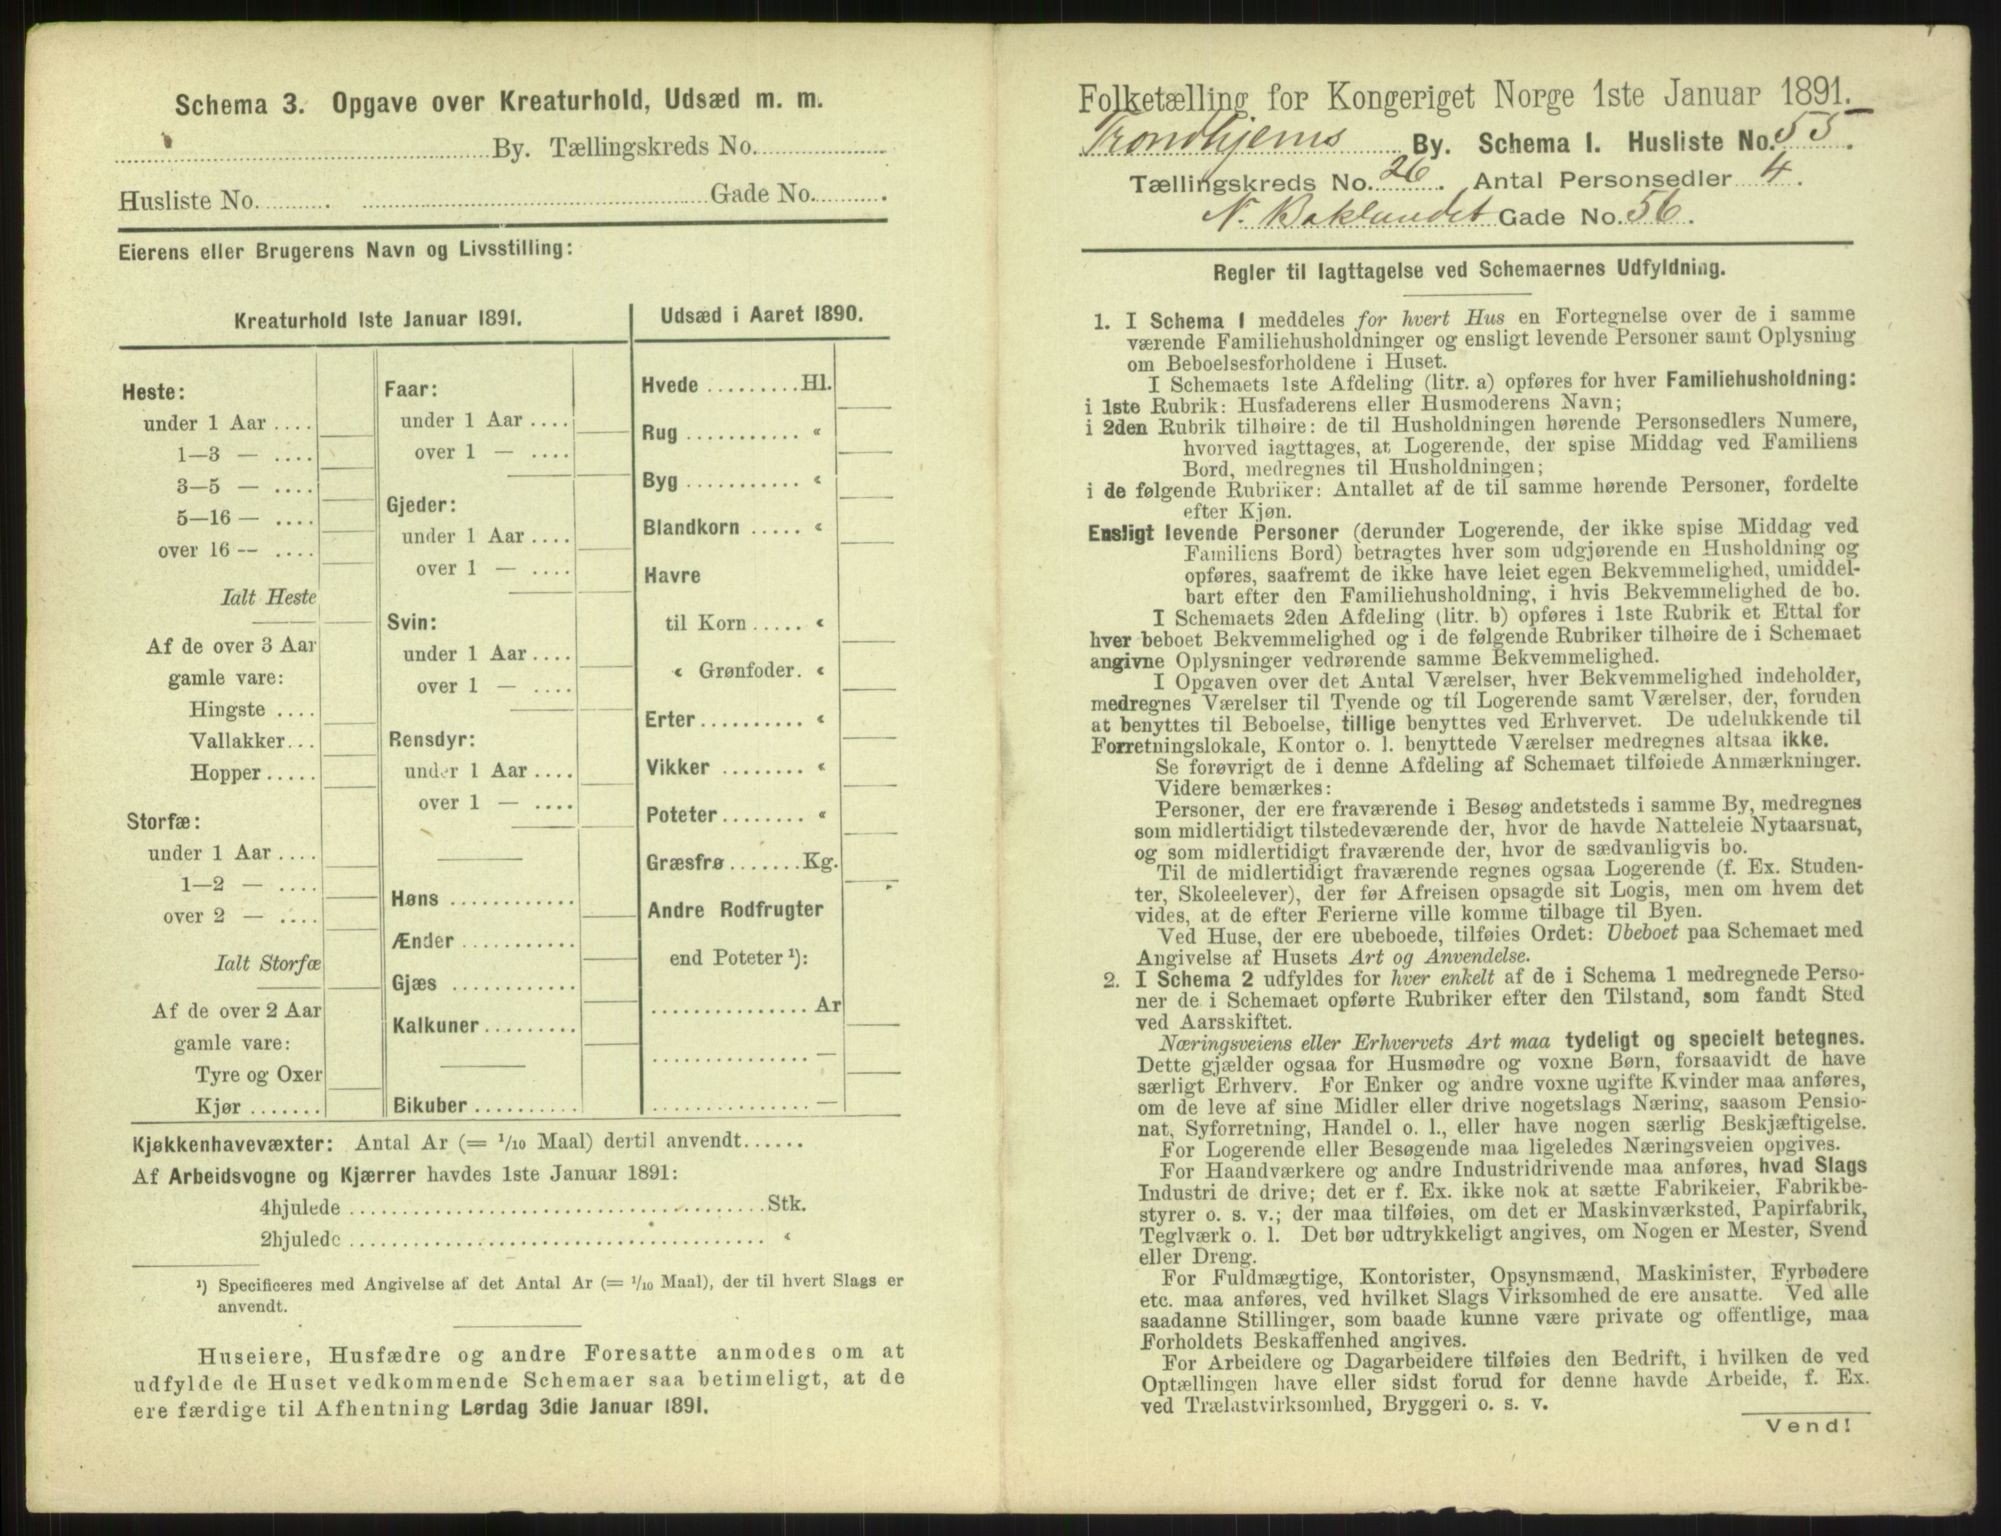 Schema 3. Opgave over Kreaturhold, Udsæd m. m.
By. Tællingskreds No.
Husliste No. Gade No.
Eierens eller Brugerens Navn og Livsstilling:
Kreaturhold 1ste Januar 1891.
Heste:
under 1 Aar ....
1—3 — ....
3—5 — ....
5—16 — ....
over 16 — ....
Ialt Heste
Af de over 3 Aar
gamle vare:
Hingste ....
Vallakker...
Hopper.....
Storfæ:
under 1 Aar ....
1—2 — ....
over 2 — ....
Ialt Storfæ
Af de over 2 Aar
gamle vare:
Tyre og Oxer
Kjør.......
Faar:
under 1 Aar ....
over 1 — ....
Gjeder:
under 1 Aar ....
over 1 — ....
Svin:
under 1 Aar ....
over 1 — ....
Rensdyr:
under 1 Aar ....
over 1 — ....
Høns ............
Ænder ...........
Gjæs ............
Kalkuner.........
Bikuber ..........
Udsæd i Aaret 1890.
Hvede .........Hl.
Rug ........... «
Byg ........... «
Blandkorn ..... «
Havre
til Korn ..... «
« Grønfoder. «
Erter.......... «
Vikker ........ «
Poteter........ «
Græsfrø.......Kg.
Andre Rodfrugter
end Poteter ¹):
............... Ar
............... —
............... —
Kjøkkenhavevæxter: Antal Ar (= 1/10 Maal) dertil anvendt......
Af Arbeidsvogne og Kjærrer havdes 1ste Januar 1891:
4hjulede ......................................Stk.
2hjulede ...................................... «
¹) Specificeres med Angivelse af det Antal Ar (= 1/10 Maal), der til hvert Slags er
anvendt.
Huseiere, Husfædre og andre Foresatte anmodes om at
udfylde de Huset vedkommende Schemaer saa betimeligt, at de
ere færdige til Afhentning Lørdag 3die Januar 1891.
Folketælling for Kongeriget Norge 1ste Januar 1891.
Trondhjems By. Schema I. Husliste No. 55.
Tællingskreds No. 26. Antal Personsedler 4.
N. Baklandet Gade No. 56.
Regler til Iagttagelse ved Schemaernes Udfyldning.
1. I Schema 1 meddeles for hvert Hus en Fortegnelse over de i samme
værende Familiehusholdninger og ensligt levende Personer samt Oplysning
om Beboelsesforholdene i Huset.
I Schemaets 1ste Afdeling (litr. a) opføres for hver Familiehusholdning:
i 1ste Rubrik: Husfaderens eller Husmoderens Navn;
i 2den Rubrik tilhøire: de til Husholdningen hørende Personsedlers Numere,
hvorved iagttages, at Logerende, der spise Middag ved Familiens
Bord, medregnes til Husholdningen;
i de følgende Rubriker: Antallet af de til samme hørende Personer, fordelte
efter Kjøn.
Ensligt levende Personer (derunder Logerende, der ikke spise Middag ved
Familiens Bord) betragtes hver som udgjørende en Husholdning og
opføres, saafremt de ikke have leiet egen Bekvemmelighed, umiddel-
bart efter den Familiehusholdning, i hvis Bekvemmelighed de bo.
I Schemaets 2den Afdeling (litr. b) opføres i 1ste Rubrik et Ettal for
hver beboet Bekvemmelighed og i de følgende Rubriker tilhøire de i Schemaet
angivne Oplysninger vedrørende samme Bekvemmelighed.
I Opgaven over det Antal Værelser, hver Bekvemmelighed indeholder,
medregnes Værelser til Tyende og til Logerende samt Værelser, der, foruden
at benyttes til Beboelse, tillige benyttes ved Erhvervet. De udelukkende til
Forretningslokale, Kontor o. l. benyttede Værelser medregnes altsaa ikke.
Se forøvrigt de i denne Afdeling af Schemaet tilføiede Anmærkninger.
Videre bemærkes:
Personer, der ere fraværende i Besøg andetsteds i samme By, medregnes
som midlertidigt tilstedeværende der, hvor de havde Natteleie Nytaarsnat,
og som midlertidigt fraværende der, hvor de sædvanligvis bo.
Til de midlertidigt fraværende regnes ogsaa Logerende (f. Ex. Studen-
ter, Skoleelever), der før Afreisen opsagde sit Logis, men om hvem det
vides, at de efter Ferierne ville komme tilbage til Byen.
Ved Huse, der ere ubeboede, tilføies Ordet: Ubeboet paa Schemaet med
Angivelse af Husets Art og Anvendelse.
2. I Schema 2 udfyldes for hver enkelt af de i Schema 1 medregnede Perso-
ner de i Schemaet opførte Rubriker efter den Tilstand, som fandt Sted
ved Aarsskiftet.
Næringsveiens eller Erhvervets Art maa tydeligt og specielt betegnes.
Dette gjælder ogsaa for Husmødre og voxne Børn, forsaavidt de have
særligt Erhverv. For Enker og andre voxne ugifte Kvinder maa anføres,
om de leve af sine Midler eller drive nogetslags Næring, saasom Pensio-
nat, Syforretning, Handel o. l., eller have nogen særlig Beskjæftigelse.
For Logerende eller Besøgende maa ligeledes Næringsveien opgives.
For Haandværkere og andre Industridrivende maa anføres, hvad Slags
Industri de drive; det er f. Ex. ikke nok at sætte Fabrikeier, Fabrikbe-
styrer o. s. v.; der maa tilføies, om det er Maskinværksted, Papirfabrik,
Teglværk o. l. Det bør udtrykkeligt angives, om Nogen er Mester, Svend
eller Dreng.
For Fuldmægtige, Kontorister, Opsynsmænd, Maskinister, Fyrbødere
etc. maa anføres, ved hvilket Slags Virksomhed de ere ansatte. Ved alle
saadanne Stillinger, som baade kunne være private og offentlige, maa
Forholdets Beskaffenhed angives.
For Arbeidere og Dagarbeidere tilføies den Bedrift, i hvilken de ved
Optællingen have eller sidst forud for denne havde Arbeide, f. Ex.
ved Trælastvirksomhed, Bryggeri o. s. v.
Vend!